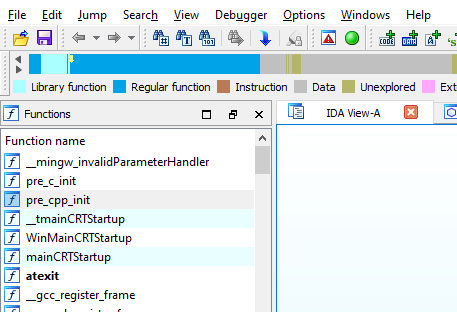 File Edit Jump Search View Debugger Options Windows Help
Library function Regular function Instruction Data Unexplored Ext
Functions
IDA View-A
Function name
f __mingw_invalidParameterHandler
f pre_c_init
f pre_cpp_init
f __tmainCRTStartup
f WinMainCRTStartup
f mainCRTStartup
f atexit
f __gcc_register_frame